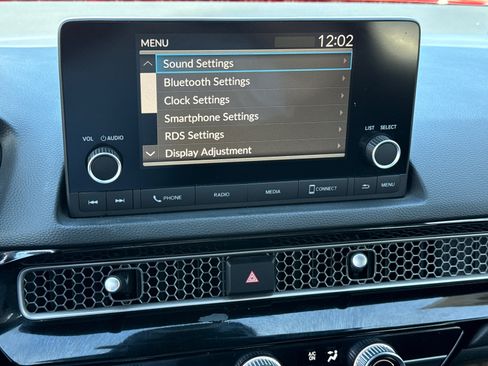 MENU 12:02
Sound Settings
Bluetooth Settings
Clock Settings
Smartphone Settings
RDS Settings
Display Adjustment
VOL AUDIO
LIST SELECT
PHONE RADIO MEDIA CONNECT MENU
A/C
ON